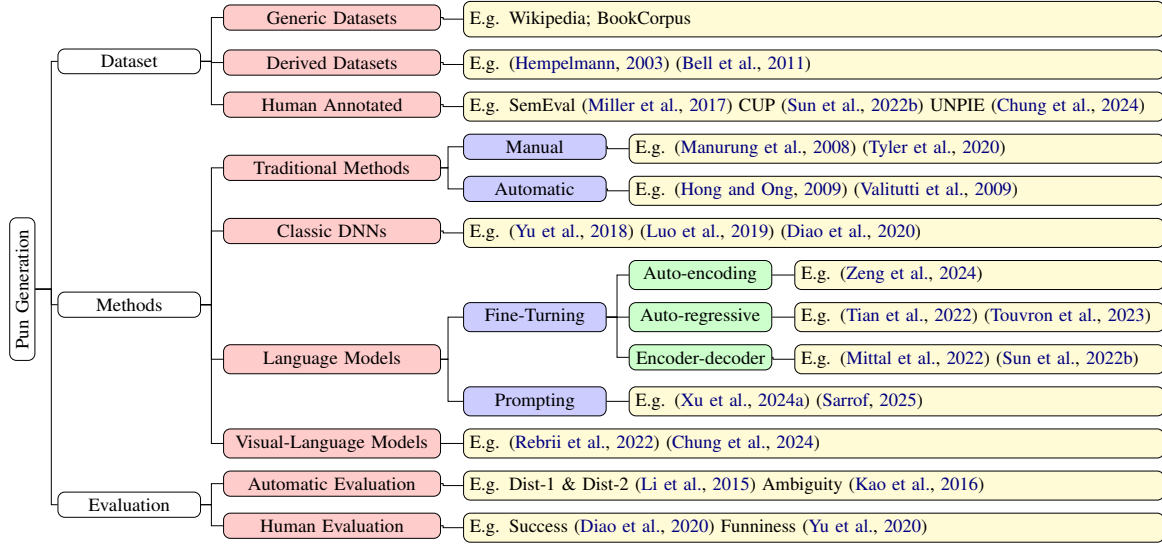 Generic Datasets
E.g. Wikipedia; BookCorpus
Dataset
Derived Datasets
E.g. (Hempelmann, 2003) (Bell et al., 2011)
Human Annotated
E.g. SemEval (Miller et al., 2017) CUP (Sun et al., 2022b) UNPIE (Chung et al., 2024)
Traditional Methods
Manual
E.g. (Manurung et al., 2008) (Tyler et al., 2020)
Automatic
E.g. (Hong and Ong, 2009) (Valitutti et al., 2009)
Classic DNNs
E.g. (Yu et al., 2018) (Luo et al., 2019) (Diao et al., 2020)
Pun Generation
Methods
Language Models
Fine-Turning
Auto-encoding
E.g. (Zeng et al., 2024)
Auto-regressive
E.g. (Tian et al., 2022) (Touvron et al., 2023)
Encoder-decoder
E.g. (Mittal et al., 2022) (Sun et al., 2022b)
Prompting
E.g. (Xu et al., 2024a) (Sarrof, 2025)
Visual-Language Models
E.g. (Rebrii et al., 2022) (Chung et al., 2024)
Evaluation
Automatic Evaluation
E.g. Dist-1 & Dist-2 (Li et al., 2015) Ambiguity (Kao et al., 2016)
Human Evaluation
E.g. Success (Diao et al., 2020) Funniness (Yu et al., 2020)